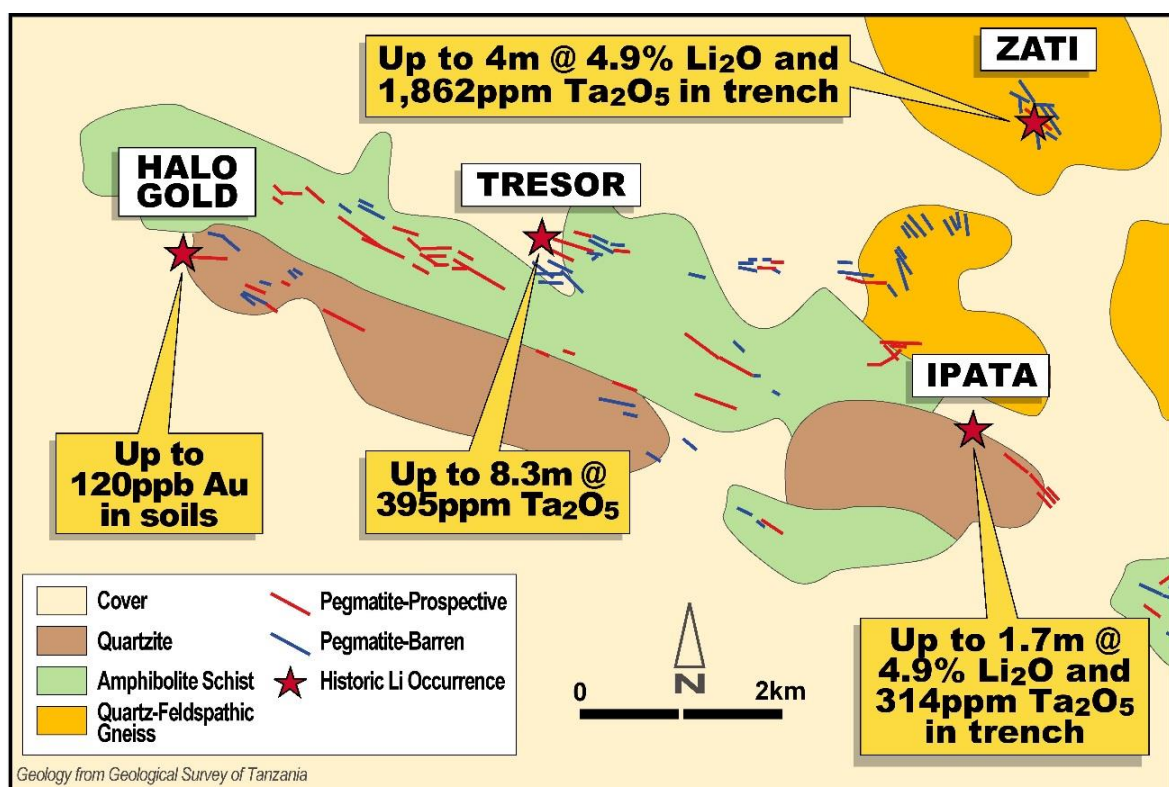 Up to 4m @ 4.9% Li₂O and
1,862ppm Ta₂O₅ in trench
ZATI
HALO
GOLD
TRESOR
IPATA
Up to
120ppb Au
in soils
Up to 8.3m @
395ppm Ta₂O₅
Up to 1.7m @
4.9% Li₂O and
314ppm Ta₂O₅
in trench
Cover
Quartzite
Amphibolite Schist
Quartz-Feldspathic
Gneiss
Pegmatite-Prospective
Pegmatite-Barren
Historic Li Occurrence
N
0 2km
Geology from Geological Survey of Tanzania